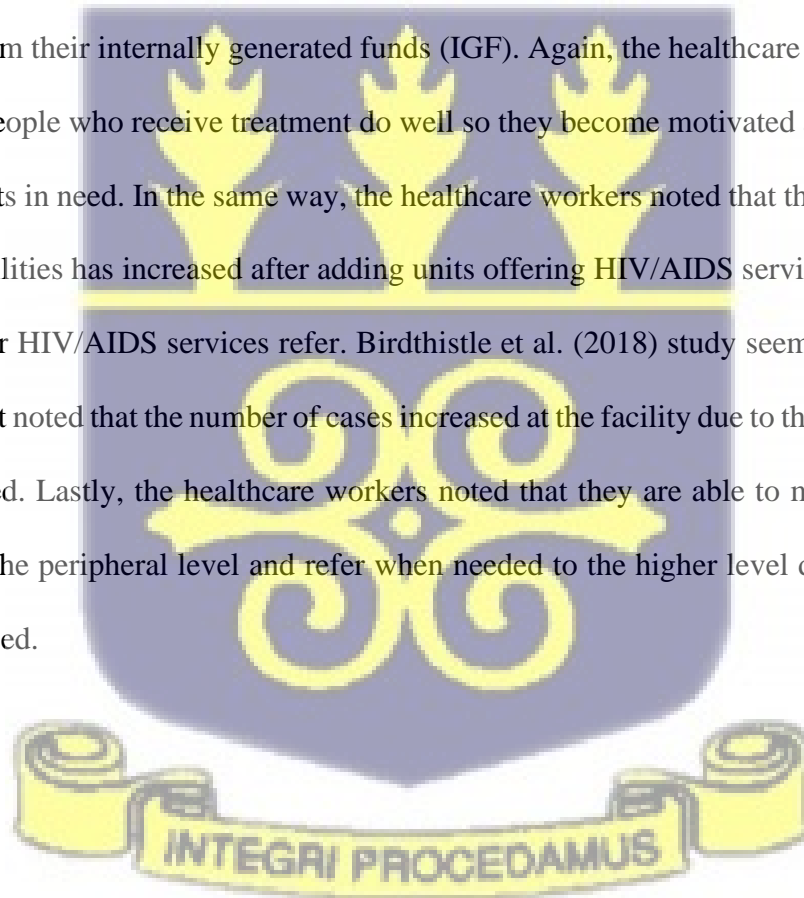 m their internally generated funds (IGF). Again, the healthcare
eople who receive treatment do well so they become motivated
ts in need. In the same way, the healthcare workers noted that th
ilities has increased after adding units offering HIV/AIDS servi
r HIV/AIDS services refer. Birdthistle et al. (2018) study seem
t noted that the number of cases increased at the facility due to th
ed. Lastly, the healthcare workers noted that they are able to m
he peripheral level and refer when needed to the higher level
ed.
INTEGRI PROCEDAMUS